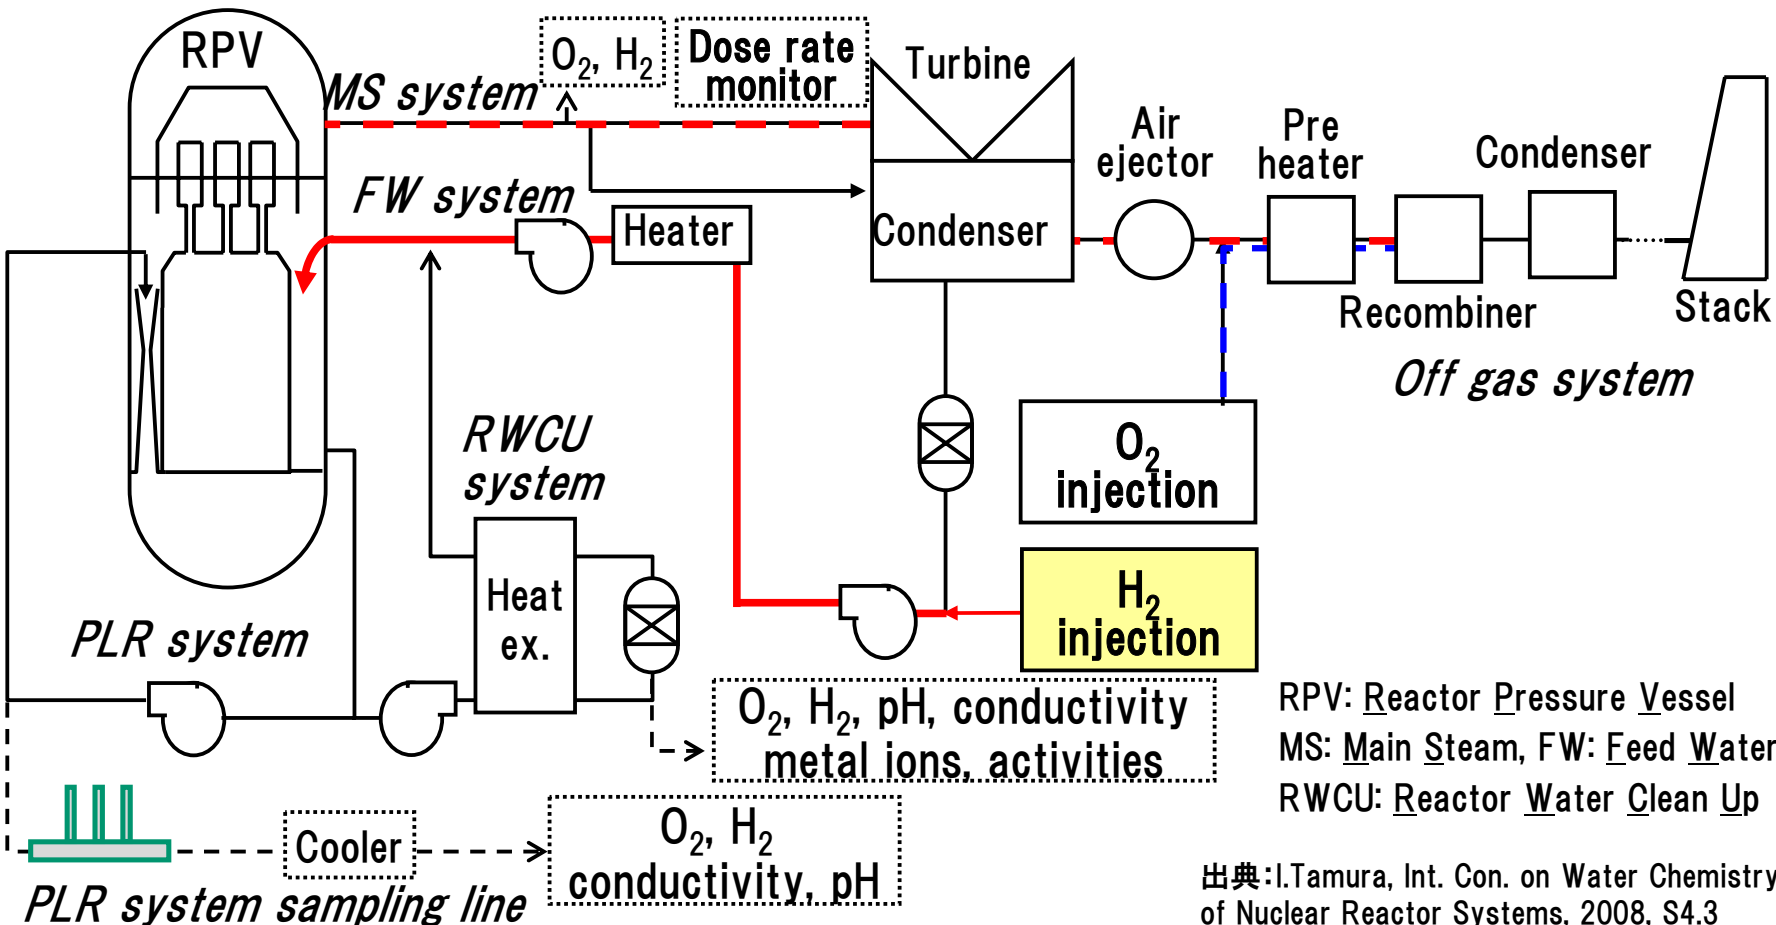 RPV
O₂, H₂
Dose rate
monitor
Turbine
MS system
Air
ejector
Pre
heater
Condenser
FW system
Heater
Condenser
Recombiner
Stack
Off gas system
RWCU
system
O₂
injection
Heat
ex.
H₂
injection
PLR system
O₂, H₂, pH, conductivity
metal ions, activities
RPV: Reactor Pressure Vessel
MS: Main Steam, FW: Feed Water
RWCU: Reactor Water Clean Up
Cooler
O₂, H₂
conductivity, pH
PLR system sampling line
出典:I.Tamura, Int. Con. on Water Chemistry
of Nuclear Reactor Systems, 2008, S4.3